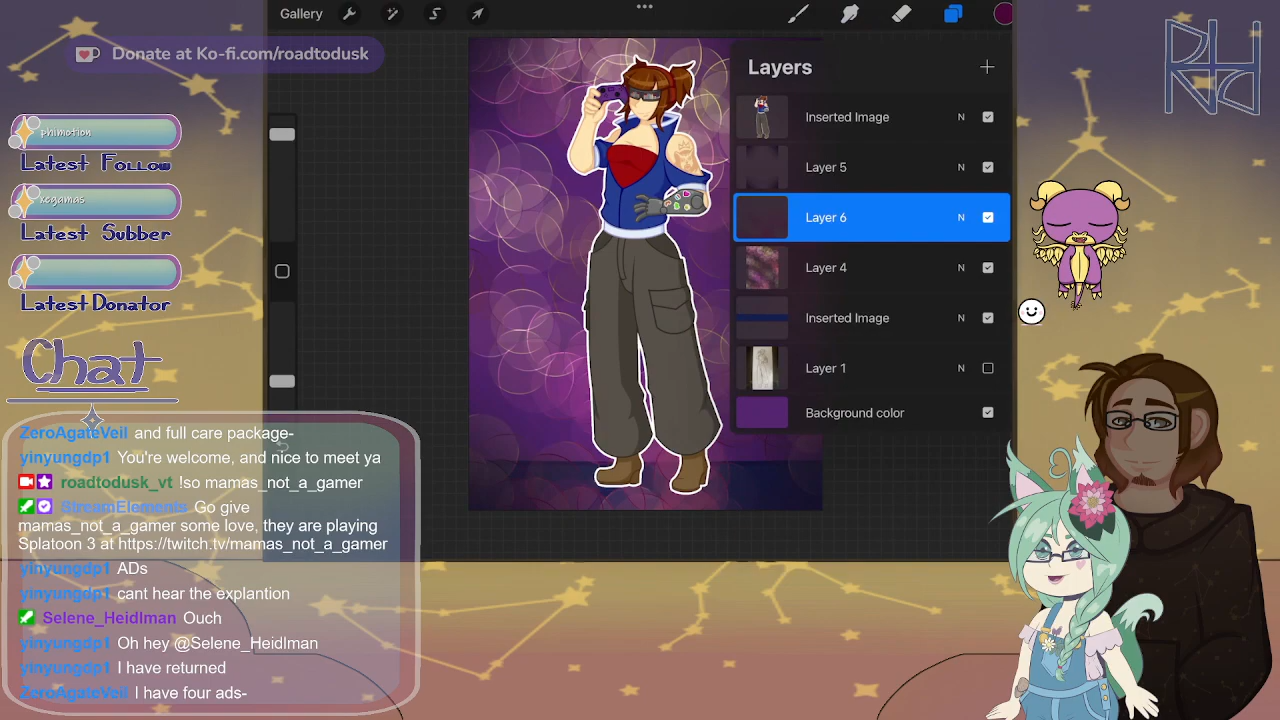 Gallery
Donate at Ko-fi.com/roadtodusk
Layers
Inserted Image N
Layer 5 N
Layer 6 N
Layer 4 N
Inserted Image N
Layer 1 N
Background color
phimotion
Latest Follow
xcgamas
Latest Subber
Latest Donator
Chat
ZeroAgateVeil and full care package-
yinyungdp1 You're welcome, and nice to meet ya
roadtodusk_vt !so mamas_not_a_gamer
StreamElements Go give
mamas_not_a_gamer some love, they are playing
Splatoon 3 at https://twitch.tv/mamas_not_a_gamer
yinyungdp1 ADs
yinyungdp1 cant hear the explantion
Selene_Heidlman Ouch
yinyungdp1 Oh hey @Selene_Heidlman
yinyungdp1 I have returned
ZeroAgateVeil I have four ads-